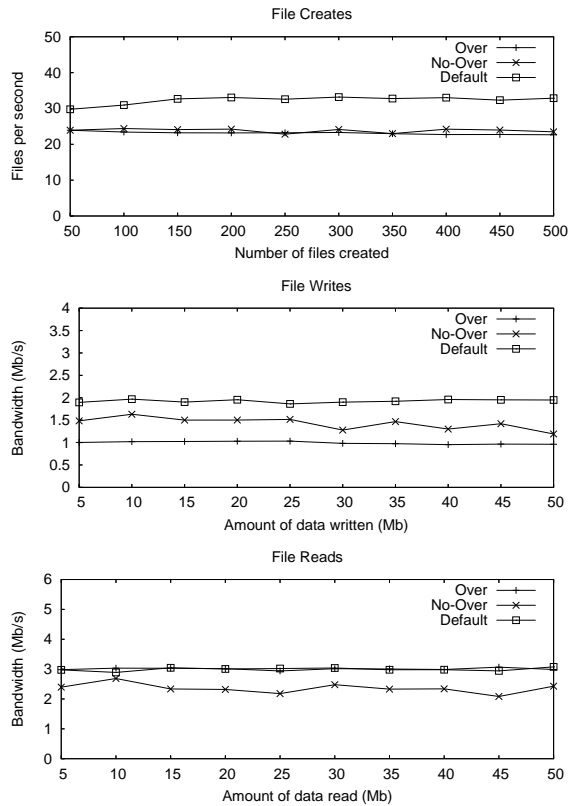 File Creates
Over
No-Over
Default
50
40
30
20
10
0
Files per second
50 100 150 200 250 300 350 400 450 500
Number of files created
File Writes
Over
No-Over
Default
4
3.5
3
2.5
2
1.5
1
0.5
0
Bandwidth (Mb/s)
5 10 15 20 25 30 35 40 45 50
Amount of data written (Mb)
File Reads
Over
No-Over
Default
6
5
4
3
2
1
0
Bandwidth (Mb/s)
5 10 15 20 25 30 35 40 45 50
Amount of data read (Mb)